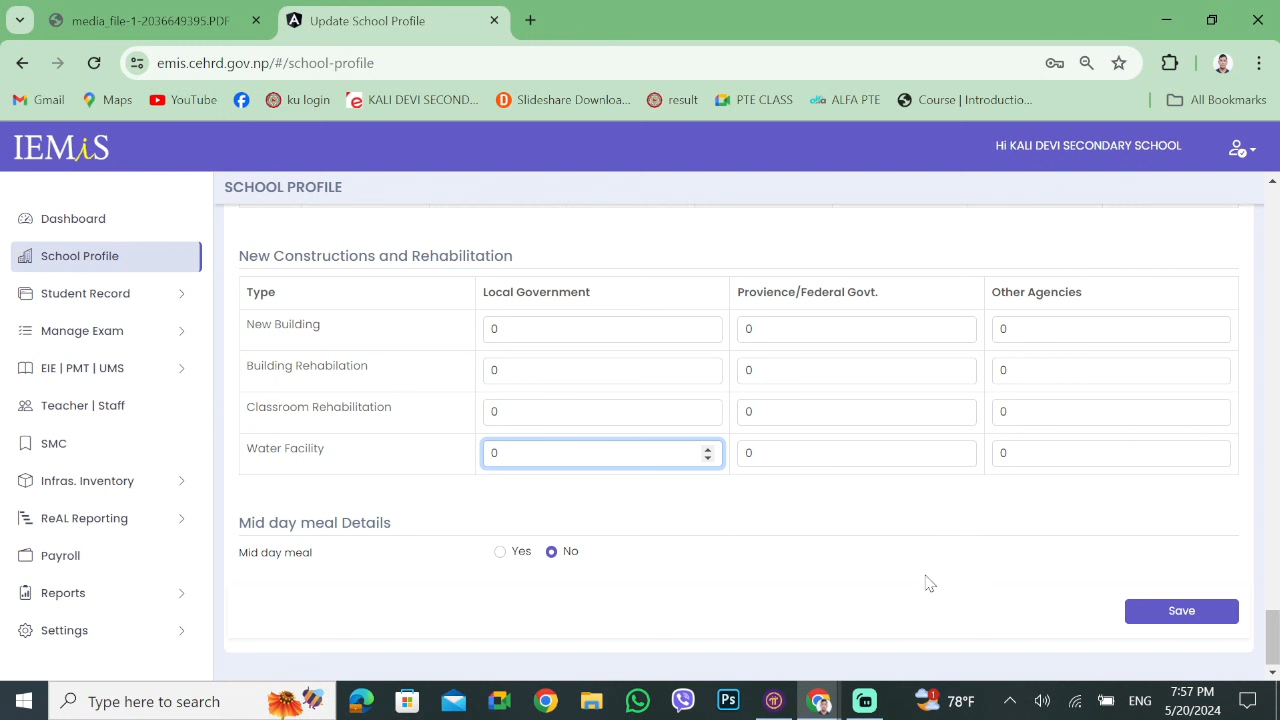 media_file-1-2036649395.PDF
Update School Profile
emis.cehrd.gov.np/#/school-profile
Gmail
Maps
YouTube
ku login
KALI DEVI SECOND...
Slideshare Downloa...
result
PTE CLASS
alfa
ALFA PTE
Course | Introductio...
All Bookmarks
IEMiS
Hi KALI DEVI SECONDARY SCHOOL
Dashboard
School Profile
Student Record
Manage Exam
EIE | PMT | UMS
Teacher | Staff
SMC
Infras. Inventory
ReAL Reporting
Payroll
Reports
Settings
SCHOOL PROFILE
New Constructions and Rehabilitation
Type Local Government Provience/Federal Govt. Other Agencies
New Building 0 0 0
Building Rehabilation 0 0 0
Classroom Rehabilitation 0 0 0
Water Facility 0 0 0
Mid day meal Details
Mid day meal Yes No
Save
Type here to search
Ps
1
78°F
ENG
7:57 PM
5/20/2024